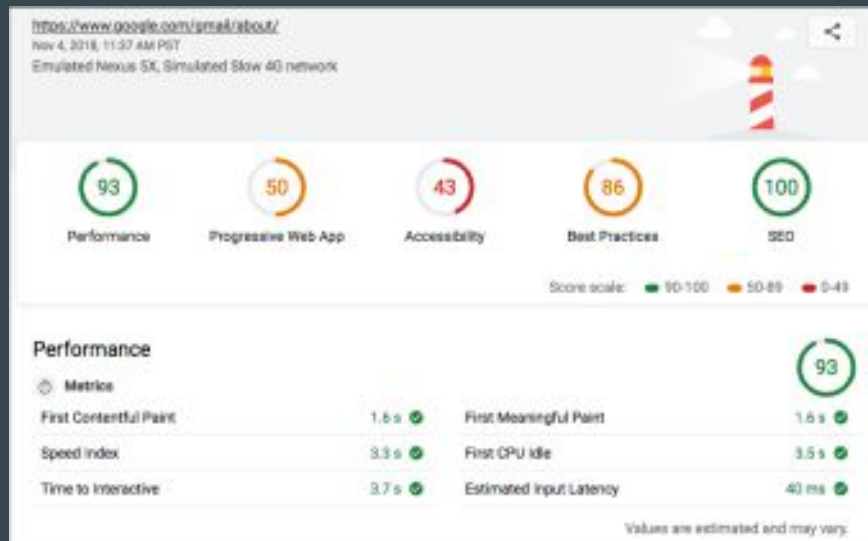 https://www.google.com/gmail/about/
Nov 4, 2018, 11:37 AM PST
Emulated Nexus 5X, Simulated Slow 4G network
93 50 43 86 100
Performance Progressive Web App Accessibility Best Practices SEO
Score scale: 90-100 50-89 0-49
Performance
93
Metrics
First Contentful Paint 1.6 s First Meaningful Paint 1.6 s
Speed Index 3.3 s First CPU Idle 3.5 s
Time to Interactive 3.7 s Estimated Input Latency 40 ms
Values are estimated and may vary.